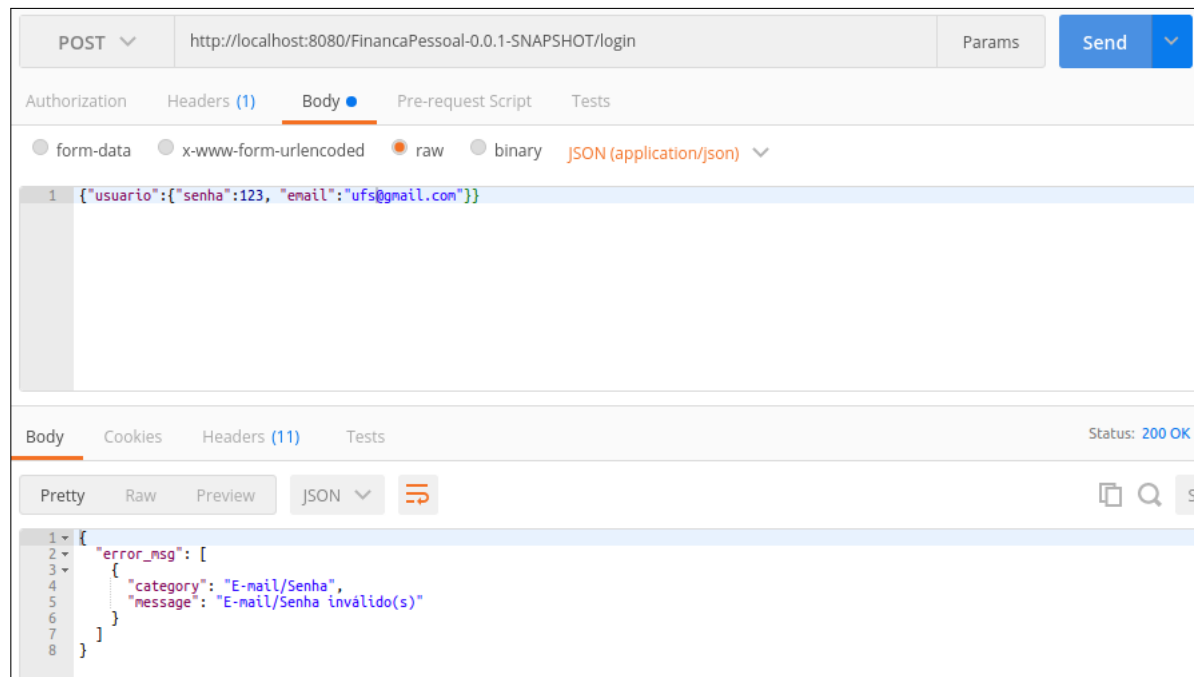 POST http://localhost:8080/FinancaPessoal-0.0.1-SNAPSHOT/login Params Send
Authorization Headers (1) Body Pre-request Script Tests
form-data x-www-form-urlencoded raw binary JSON (application/json)
1 {"usuario":{"senha":123, "email":"ufs@gmail.com"}}
Body Cookies Headers (11) Tests Status: 200 OK
Pretty Raw Preview JSON S
1 {
2 "error_msg": [
3 {
4 "category": "E-mail/Senha",
5 "message": "E-mail/Senha inválido(s)"
6 }
7 ]
8 }